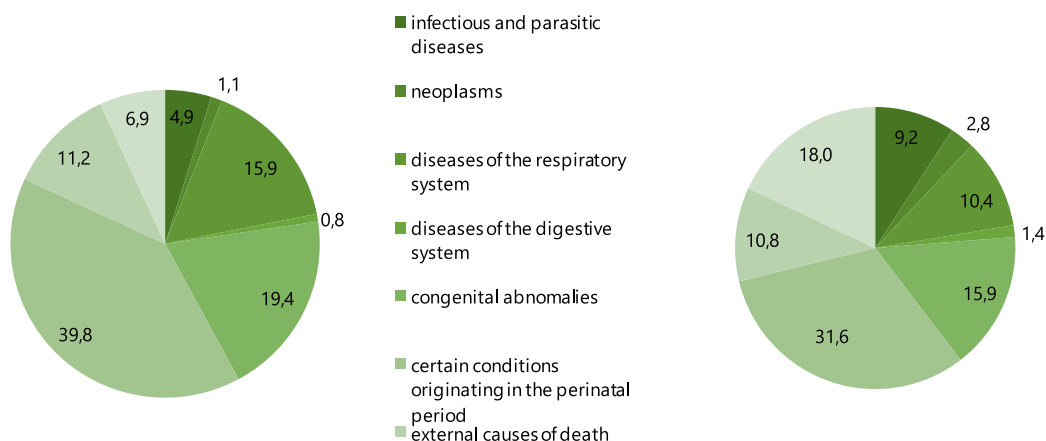 infectious and parasitic
diseases
neoplasms
diseases of the respiratory
system
diseases of the digestive
system
congenital abnomalies
certain conditions
originating in the perinatal
period
external causes of death
4,9
1,1
15,9
0,8
19,4
39,8
11,2
6,9
9,2
2,8
10,4
1,4
15,9
31,6
10,8
18,0